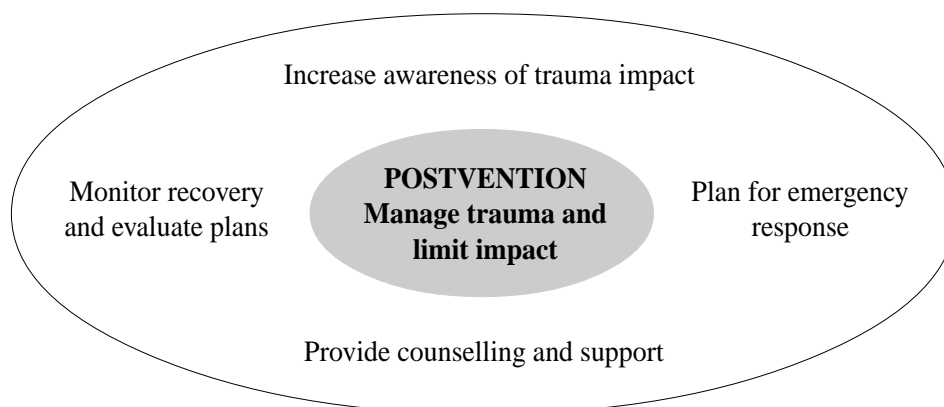 Increase awareness of trauma impact
Monitor recovery
and evaluate plans
POSTVENTION
Manage trauma and
limit impact
Plan for emergency
response
Provide counselling and support